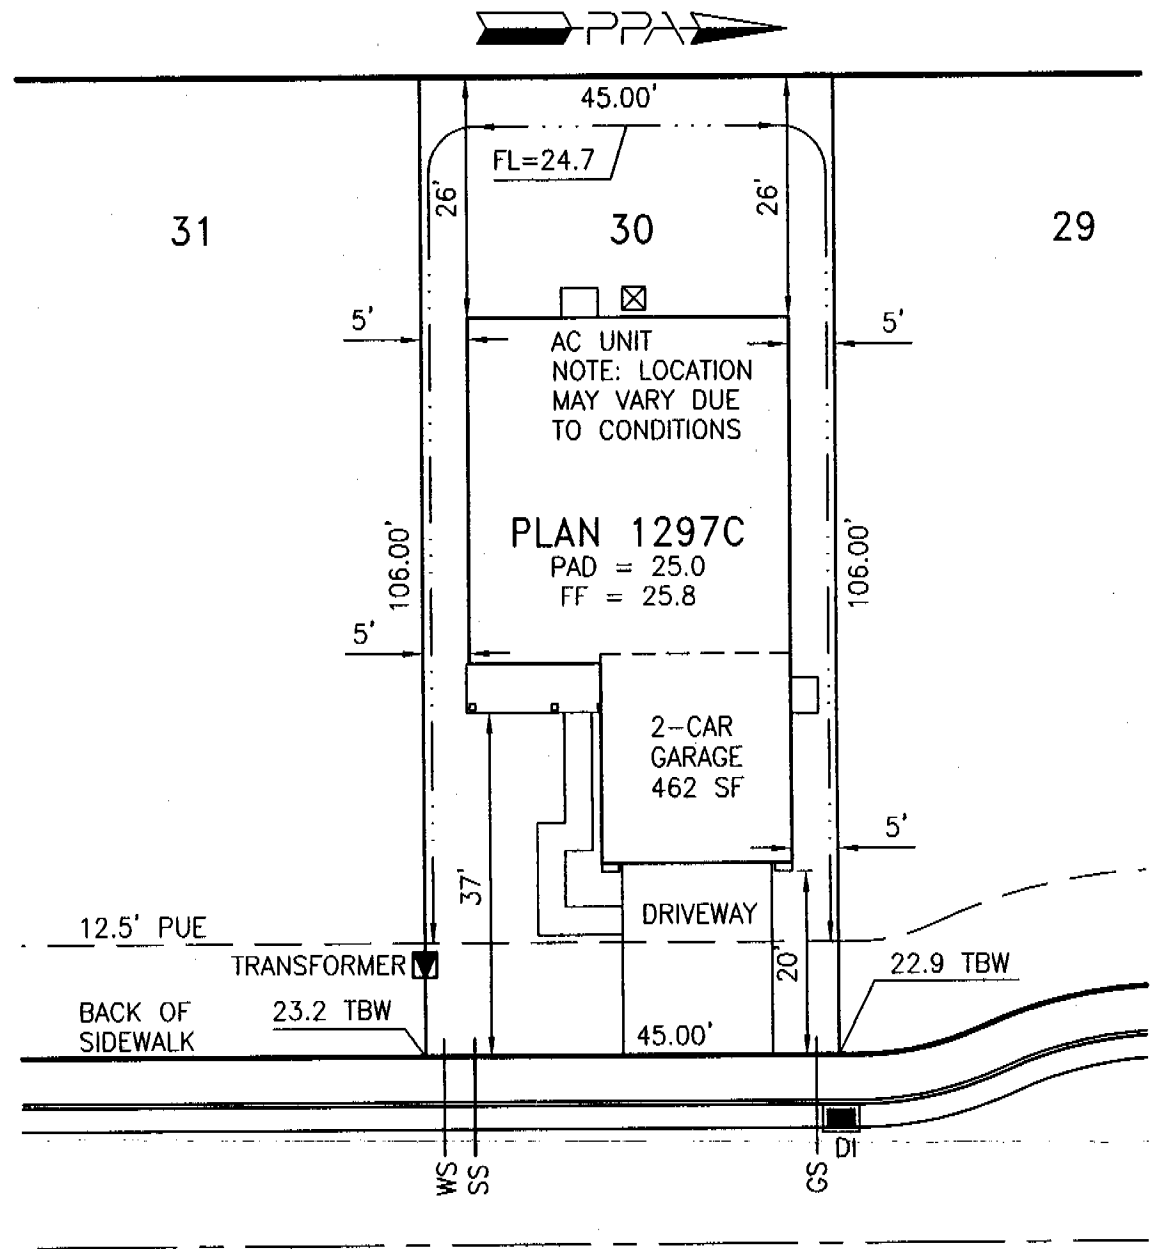 PPA
45.00'
FL=24.7
26'
26'
31
30
29
5'
5'
AC UNIT
NOTE: LOCATION
MAY VARY DUE
TO CONDITIONS
PLAN 1297C
PAD = 25.0
FF = 25.8
106.00'
106.00'
5'
2-CAR
GARAGE
462 SF
5'
37'
DRIVEWAY
12.5' PUE
TRANSFORMER
20'
22.9 TBW
BACK OF
SIDEWALK
23.2 TBW
45.00'
WS
SS
GS
DI